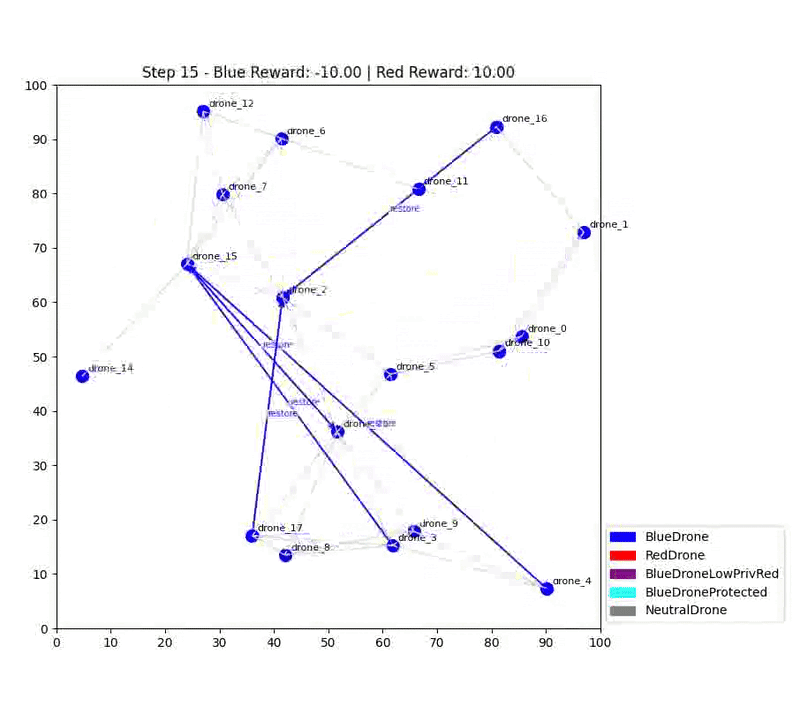 Step 15 - Blue Reward: -10.00 | Red Reward: 10.00
100
90
80
70
60
50
40
30
20
10
0
drone_12
drone_6
drone_16
drone_11
drone_7
restore
drone_1
drone_15
drone_2
drone_0
drone_10
restore
drone_5
drone_14
restore
restore
restore
drone_17
drone_9
drone_3
drone_8
drone_4
0
10
20
30
40
50
60
70
80
90
100
BlueDrone
RedDrone
BlueDroneLowPrivRed
BlueDroneProtected
NeutralDrone